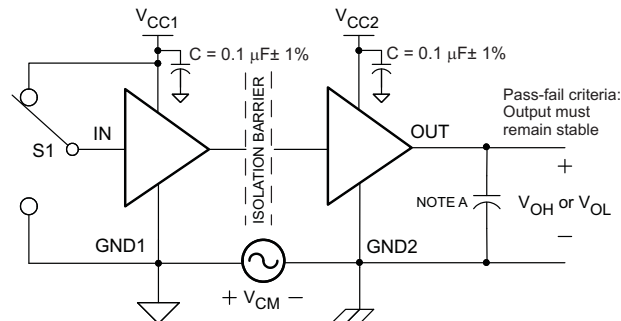 VCC1
VCC2
C = 0.1 μF± 1%
C = 0.1 μF± 1%
Pass-fail criteria:
Output must
remain stable
IN
OUT
S1
ISOLATION BARRIER
+
NOTE A
VOH or VOL
–
GND1
GND2
+ VCM –